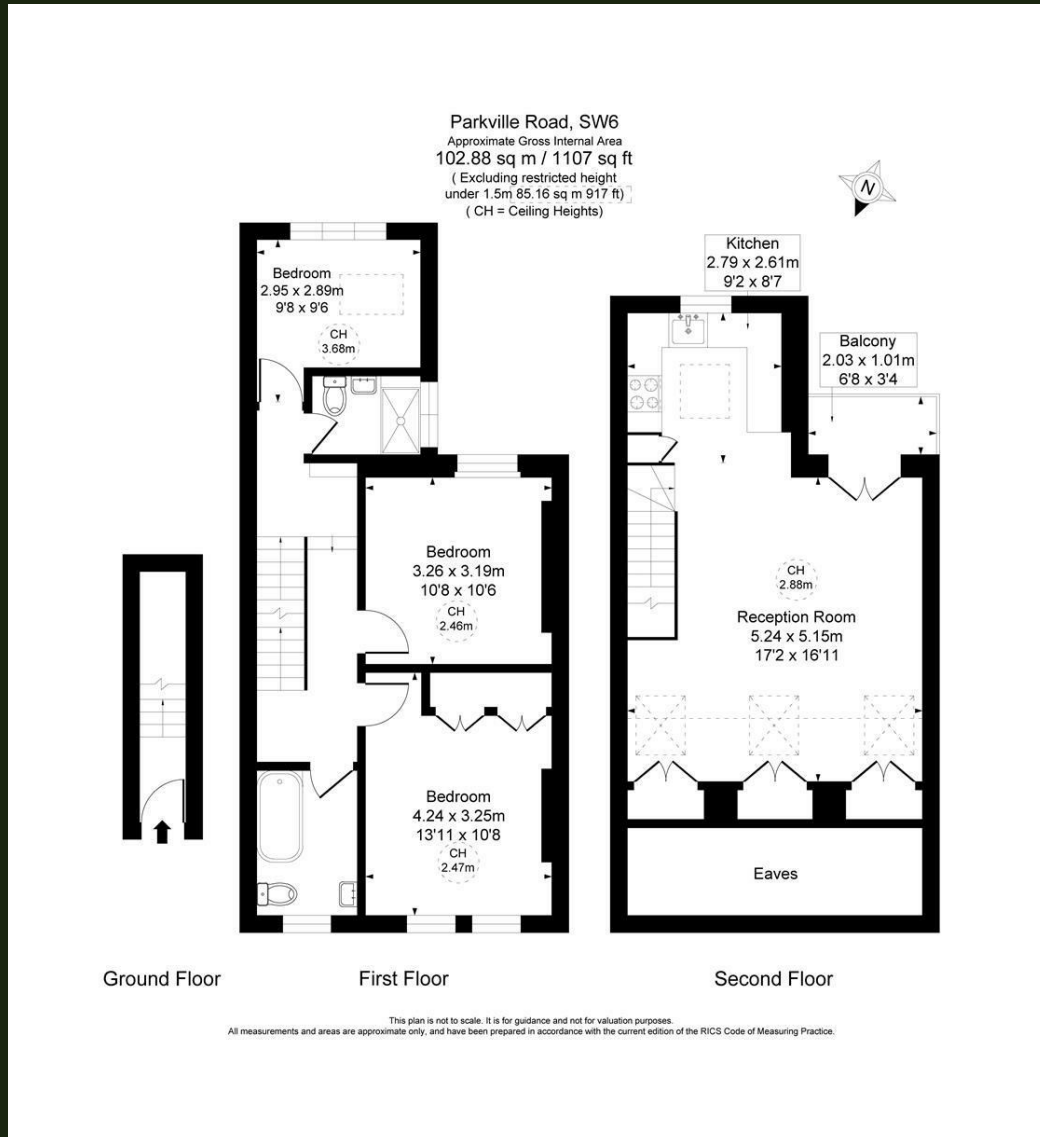 Parkville Road, SW6
Approximate Gross Internal Area
102.88 sq m / 1107 sq ft
( Excluding restricted height
under 1.5m 85.16 sq m 917 ft)
( CH = Ceiling Heights)
N
Bedroom
2.95 x 2.89m
9'8 x 9'6
CH
3.68m
Kitchen
2.79 x 2.61m
9'2 x 8'7
Balcony
2.03 x 1.01m
6'8 x 3'4
Bedroom
3.26 x 3.19m
10'8 x 10'6
CH
2.46m
CH
2.88m
Reception Room
5.24 x 5.15m
17'2 x 16'11
Bedroom
4.24 x 3.25m
13'11 x 10'8
CH
2.47m
Eaves
Ground Floor
First Floor
Second Floor
This plan is not to scale. It is for guidance and not for valuation purposes.
All measurements and areas are approximate only, and have been prepared in accordance with the current edition of the RICS Code of Measuring Practice.